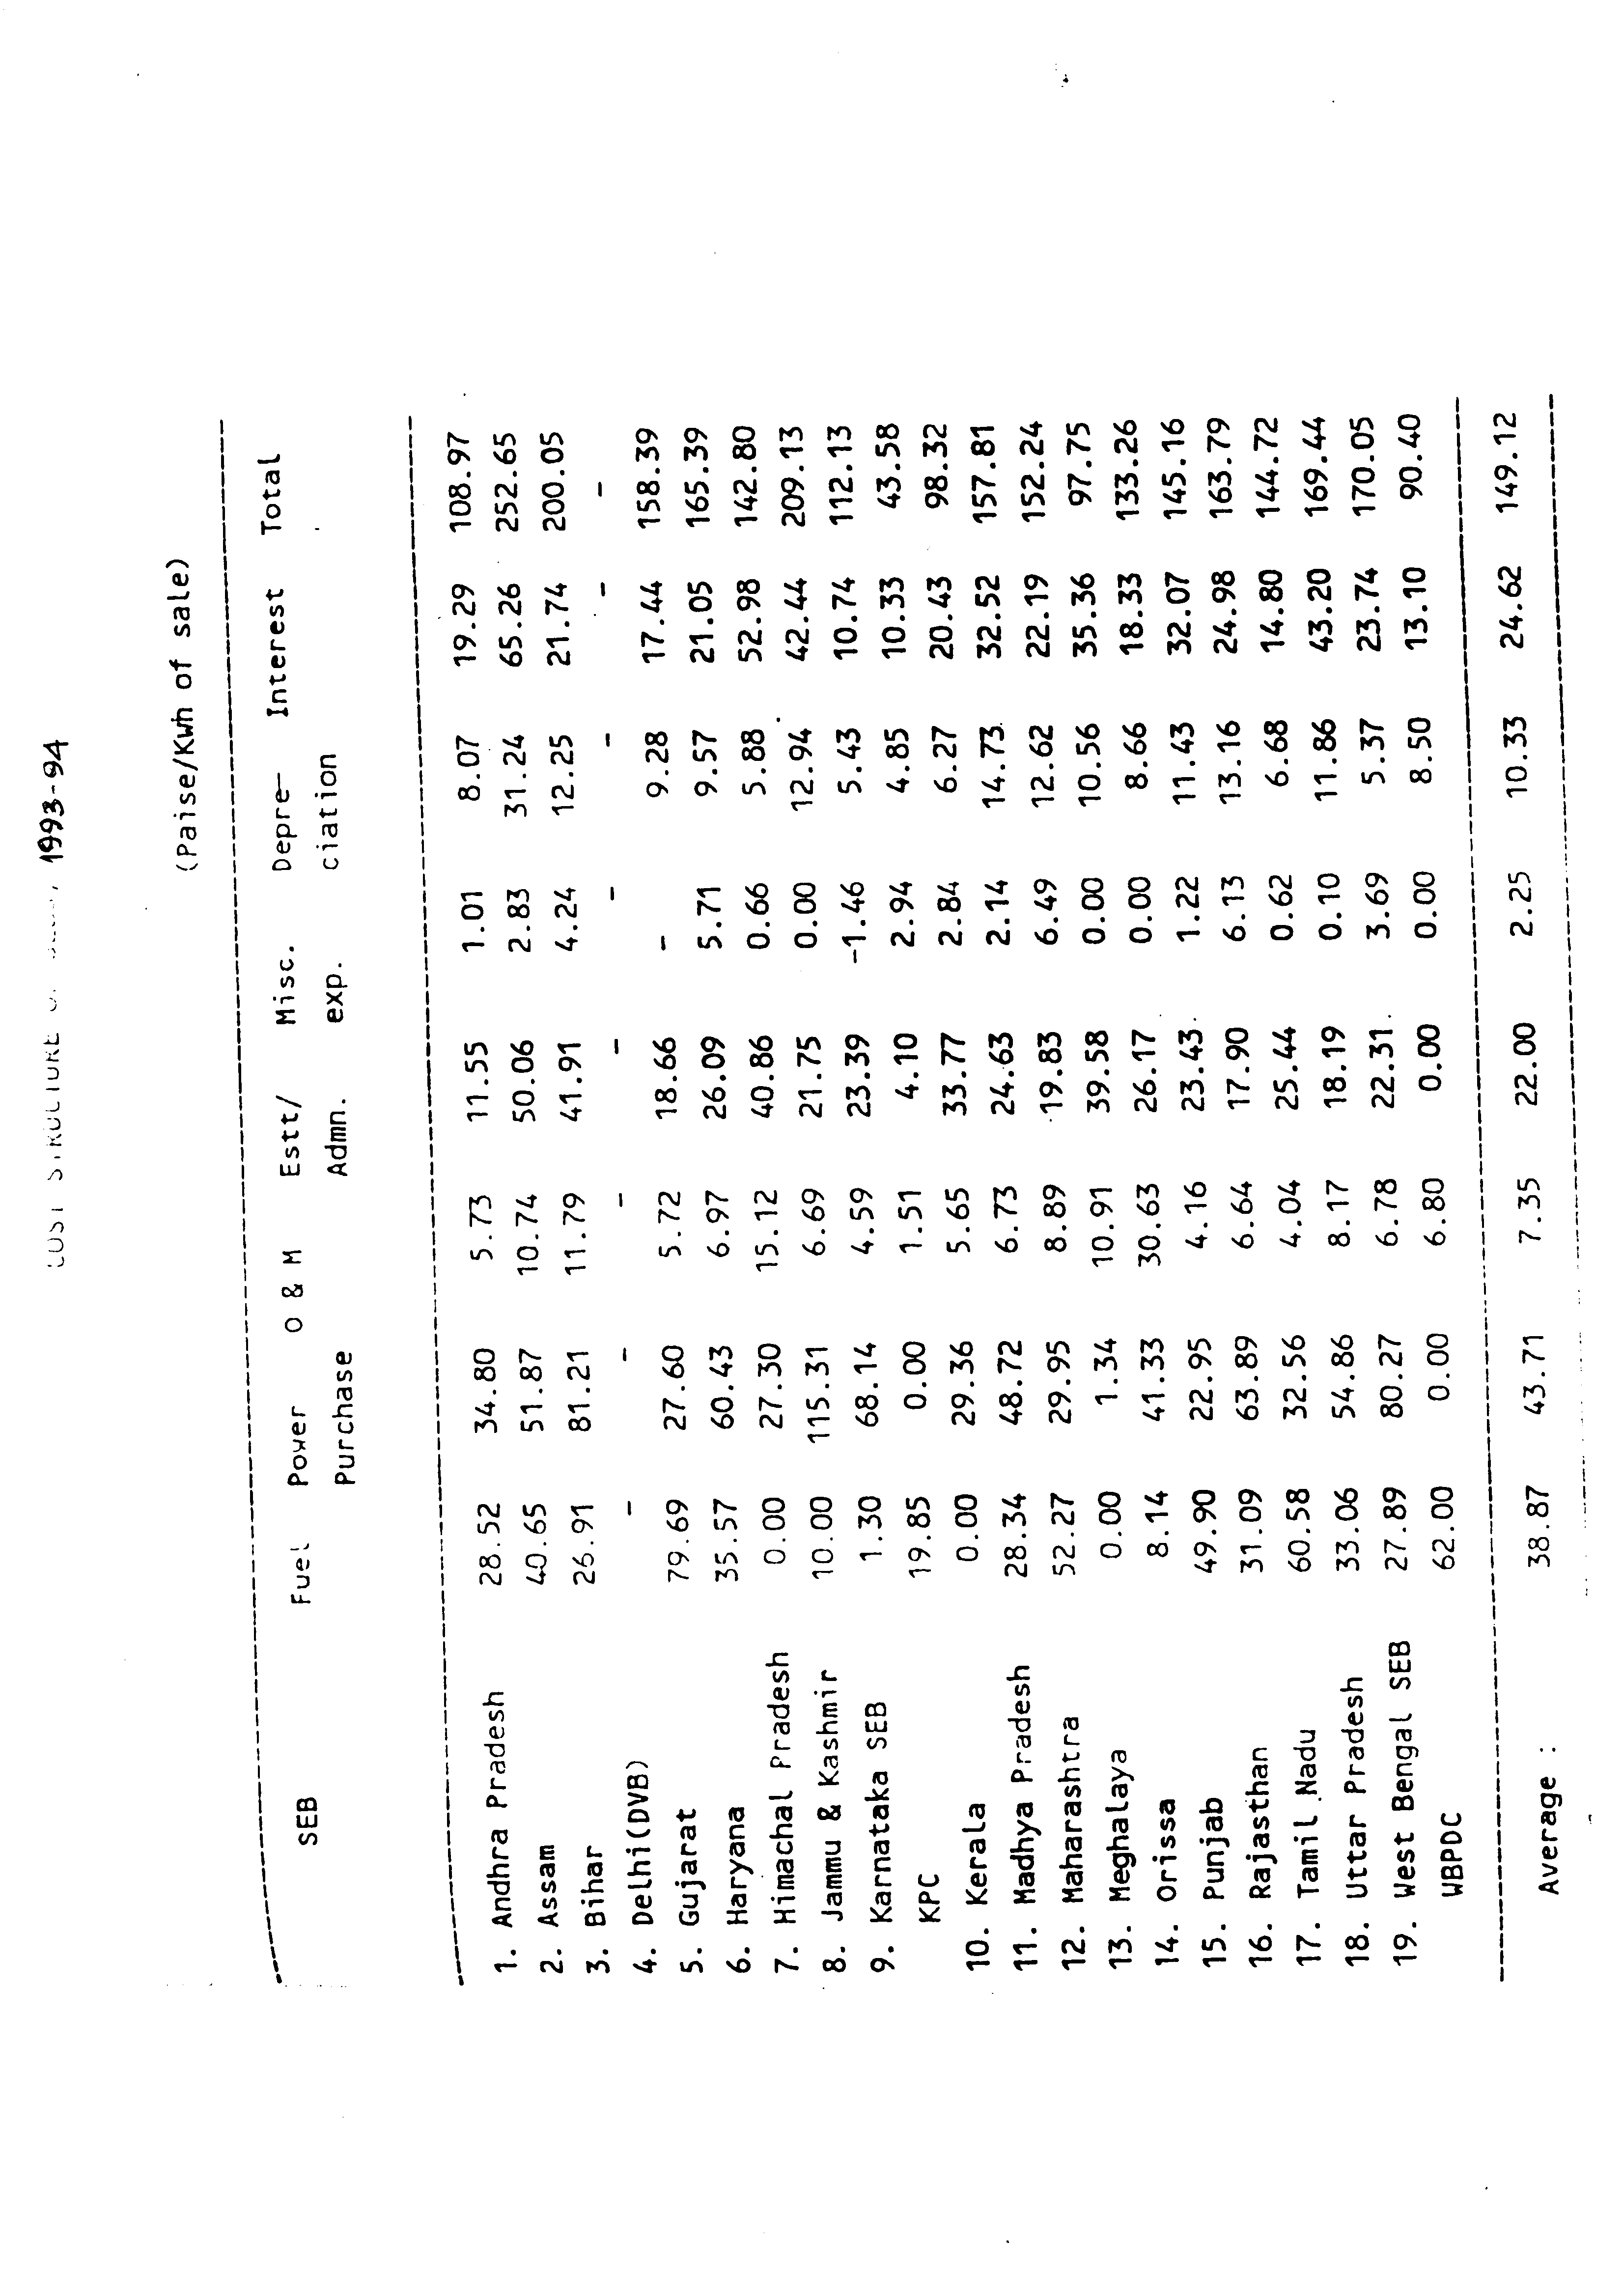 COST STRUCTURE 1993-94
(Paise/Kwh of sale)
SEB Fuel Power O & M Estt/ Misc. Depre- Interest Total
Purchase Admn. exp. ciation
1. Andhra Pradesh 28.52 34.80 5.73 11.55 1.01 8.07 19.29 108.97
2. Assam 40.65 51.87 10.74 50.06 2.83 31.24 65.26 252.65
3. Bihar 26.91 81.21 11.79 41.91 4.24 12.25 21.74 200.05
4. Delhi(DVB) - - - - - - - -
5. Gujarat 79.69 27.60 5.72 18.66 - 9.28 17.44 158.39
6. Haryana 35.57 60.43 6.97 26.09 5.71 9.57 21.05 165.39
7. Himachal Pradesh 0.00 27.30 15.12 40.86 0.66 5.88 52.98 142.80
8. Jammu & Kashmir 10.00 115.31 6.69 21.75 0.00 12.94 42.44 209.13
9. Karnataka SEB 1.30 68.14 4.59 23.39 -1.46 5.43 10.74 112.13
KPC 19.85 0.00 1.51 4.10 2.94 4.85 10.33 43.58
10. Kerala 0.00 29.36 5.65 33.77 2.84 6.27 20.43 98.32
11. Madhya Pradesh 28.34 48.72 6.73 24.63 2.14 14.73 32.52 157.81
12. Maharashtra 52.27 29.95 8.89 19.83 6.49 12.62 22.19 152.24
13. Meghalaya 0.00 1.34 10.91 39.58 0.00 10.56 35.36 97.75
14. Orissa 8.14 41.33 30.63 26.17 0.00 8.66 18.33 133.26
15. Punjab 49.90 22.95 4.16 23.43 1.22 11.43 32.07 145.16
16. Rajasthan 31.09 63.89 6.64 17.90 6.13 13.16 24.98 163.79
17. Tamil Nadu 60.58 32.56 4.04 25.44 0.62 6.68 14.80 144.72
18. Uttar Pradesh 33.06 54.86 8.17 18.19 0.10 11.86 43.20 169.44
19. West Bengal SEB 27.89 80.27 6.78 22.31 3.69 5.37 23.74 170.05
WBPDC 62.00 0.00 6.80 0.00 0.00 8.50 13.10 90.40
Average : 38.87 43.71 7.35 22.00 2.25 10.33 24.62 149.12